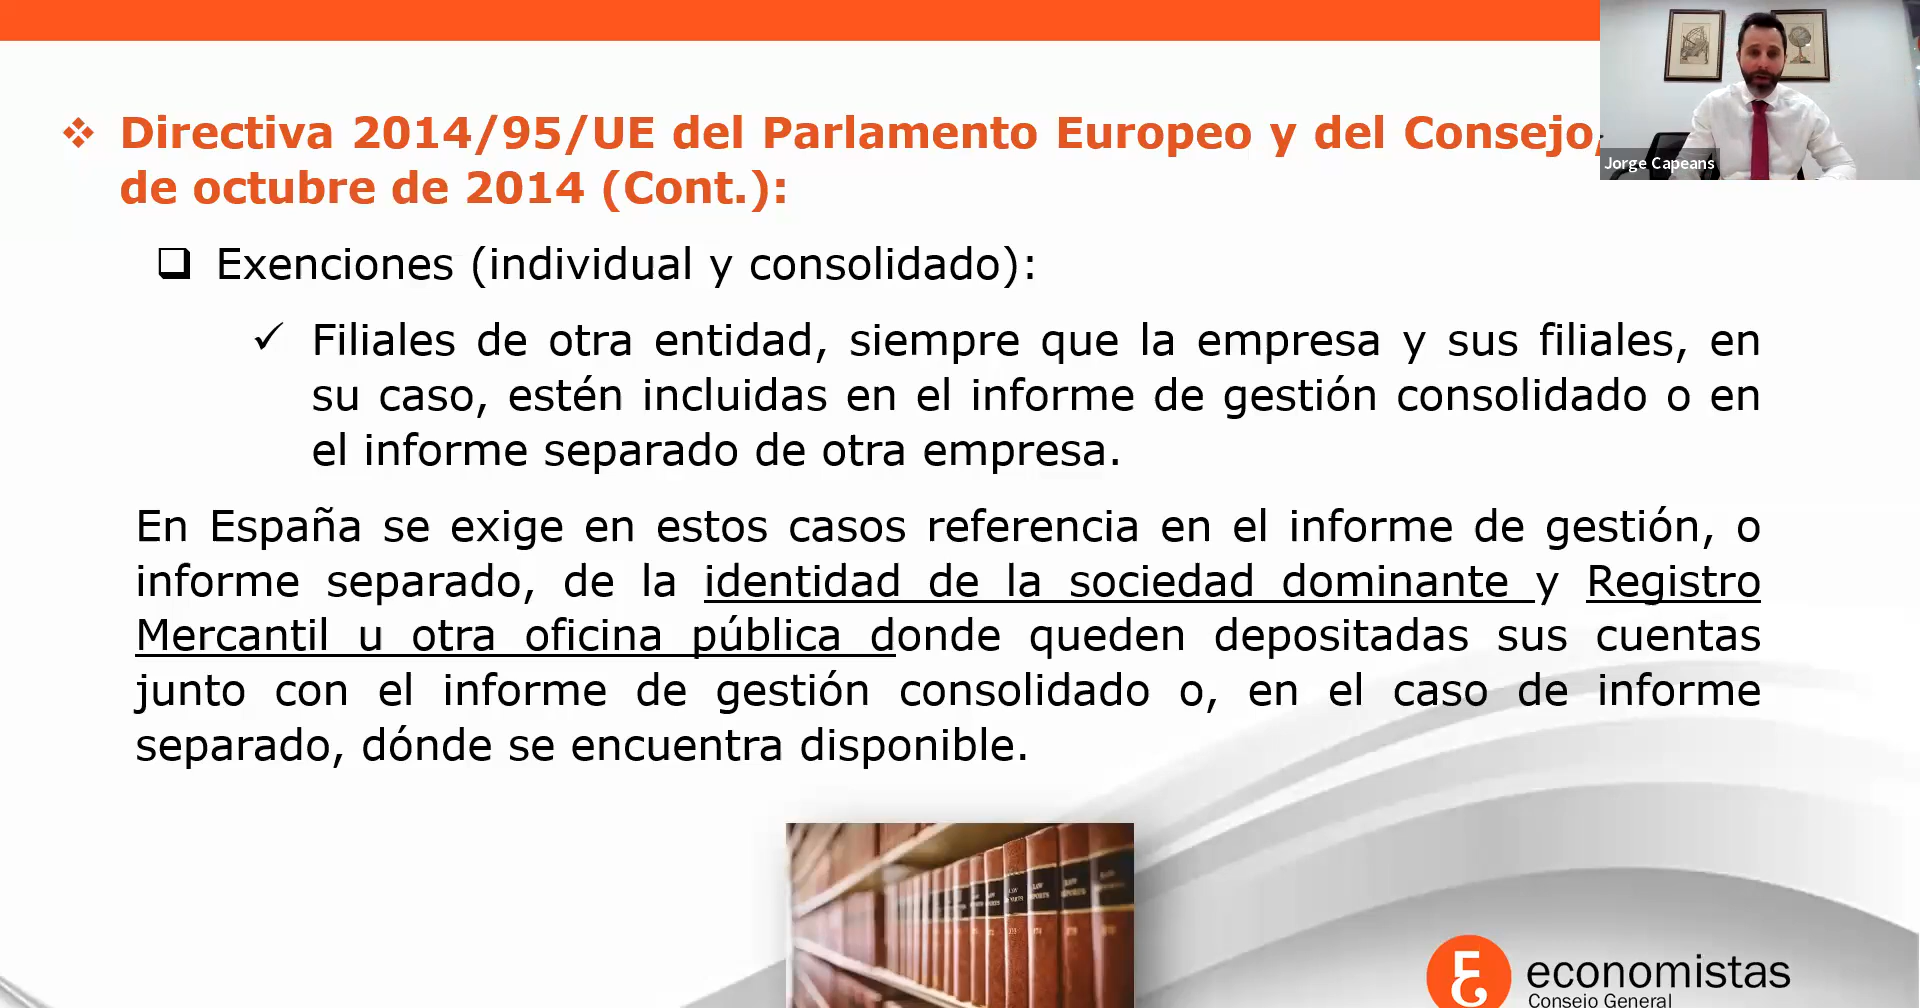 Directiva 2014/95/UE del Parlamento Europeo y del Consejo,
de octubre de 2014 (Cont.):
Jorge Capeans
Exenciones (individual y consolidado):
Filiales de otra entidad, siempre que la empresa y sus filiales, en
su caso, estén incluidas en el informe de gestión consolidado o en
el informe separado de otra empresa.
En España se exige en estos casos referencia en el informe de gestión, o
informe separado, de la identidad de la sociedad dominante y Registro
Mercantil u otra oficina pública donde queden depositadas sus cuentas
junto con el informe de gestión consolidado o, en el caso de informe
separado, dónde se encuentra disponible.
economistas
Consejo General